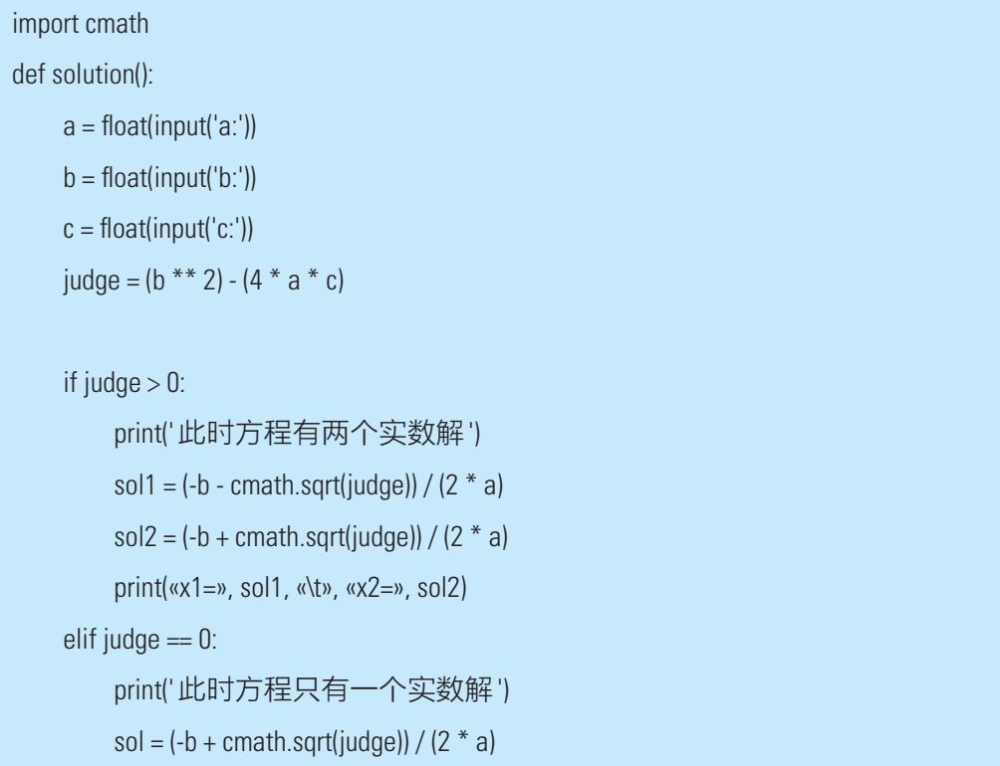 import cmath
def solution():
a = float(input('a:'))
b = float(input('b:'))
c = float(input('c:'))
judge = (b ** 2) - (4 * a * c)
if judge > 0:
print(' 此时方程有两个实数解 ')
sol1 = (-b - cmath.sqrt(judge)) / (2 * a)
sol2 = (-b + cmath.sqrt(judge)) / (2 * a)
print(«x1=», sol1, «\t», «x2=», sol2)
elif judge == 0:
print(' 此时方程只有一个实数解 ')
sol = (-b + cmath.sqrt(judge)) / (2 * a)